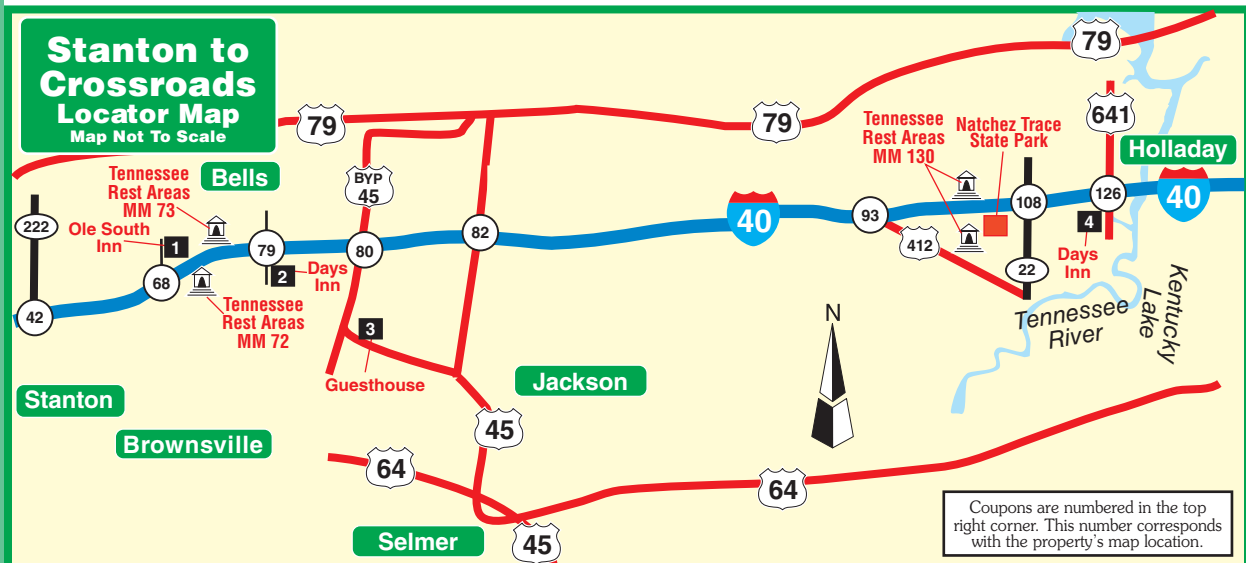 Stanton to
Crossroads
Locator Map
Map Not To Scale
79
79
79
641
Holladay
Tennessee
Rest Areas
MM 130
Natchez Trace
State Park
Tennessee
Rest Areas
MM 73
Bells
BYP
45
222
Ole South
Inn
1
68
79
2
Days
Inn
80
82
40
93
412
108
22
126
4
Days
Inn
40
42
Tennessee
Rest Areas
MM 72
3
Guesthouse
N
Tennessee
River
Kentucky
Lake
Stanton
Brownsville
Jackson
45
64
64
Selmer
45
Coupons are numbered in the top
right corner. This number corresponds
with the property's map location.